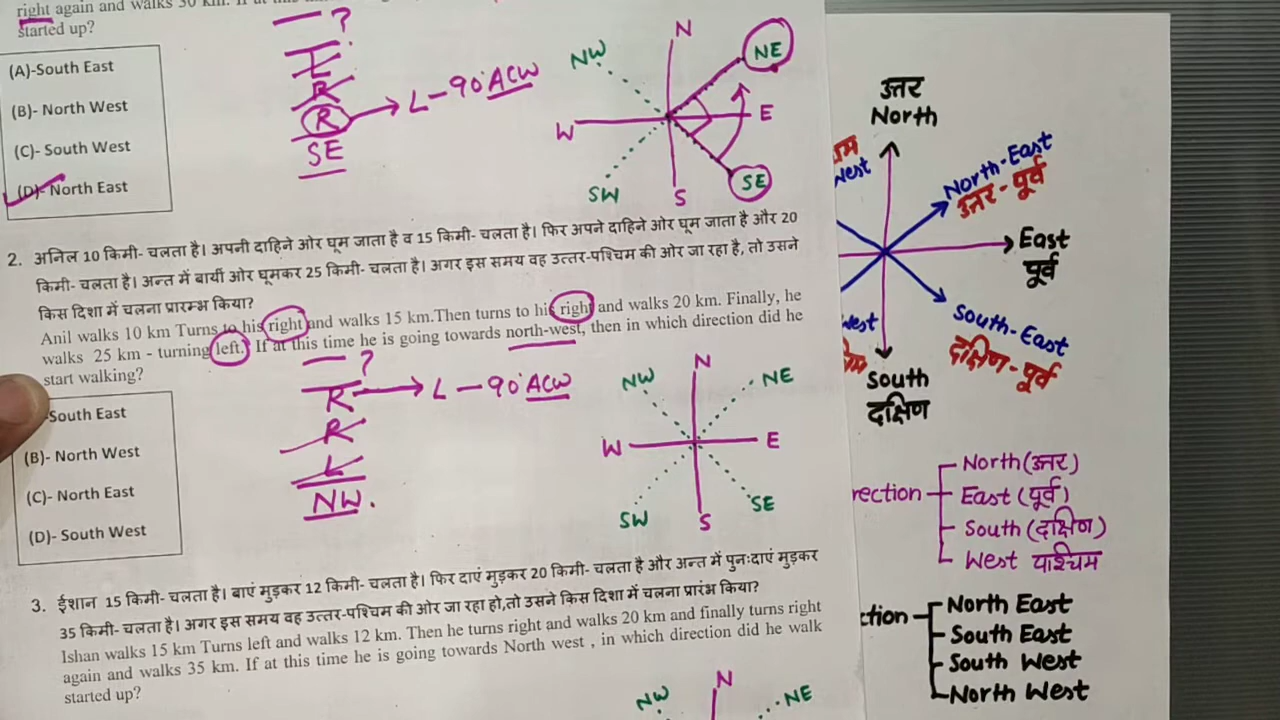 right again and walks 30 km. If at this
started up?
(A)-South East
(B)- North West
(C)- South West
(D)- North East
?
L
R
R → L - 90° ACW
SE
N
NW
NE
W
E
SW
SE
S
2. अनिल 10 किमी- चलता है। अपनी दाहिने ओर घूम जाता है व 15 किमी- चलता है। फिर अपने दाहिने ओर घूम जाता है और 20
किमी- चलता है। अन्त में बायीं ओर घूमकर 25 किमी- चलता है। अगर इस समय वह उत्तर-पश्चिम की ओर जा रहा है, तो उसने
किस दिशा में चलना प्रारम्भ किया?
Anil walks 10 km Turns to his right and walks 15 km.Then turns to his right and walks 20 km. Finally, he
walks 25 km - turning left. If at this time he is going towards north-west, then in which direction did he
start walking?
South East
(B)- North West
(C)- North East
(D)- South West
?
R → L - 90° ACW
R
L
NW.
N
NW
NE
W
E
SW
SE
S
3. ईशान 15 किमी- चलता है। बाएं मुड़कर 12 किमी- चलता है। फिर दाएं मुड़कर 20 किमी- चलता है और अन्त में पुनःदाएं मुड़कर
35 किमी- चलता है। अगर इस समय वह उत्तर-पश्चिम की ओर जा रहा हो,तो उसने किस दिशा में चलना प्रारंभ किया?
Ishan walks 15 km Turns left and walks 12 km. Then he turns right and walks 20 km and finally turns right
again and walks 35 km. If at this time he is going towards North west , in which direction did he walk
started up?
N
NW
NE
उत्तर
North
West
North-East
उत्तर-पूर्व
East
पूर्व
South-East
दक्षिण-पूर्व
west
South
दक्षिण
rection
North (उत्तर)
East (पूर्व)
South (दक्षिण)
West पश्चिम
ction
North East
South East
South West
North West